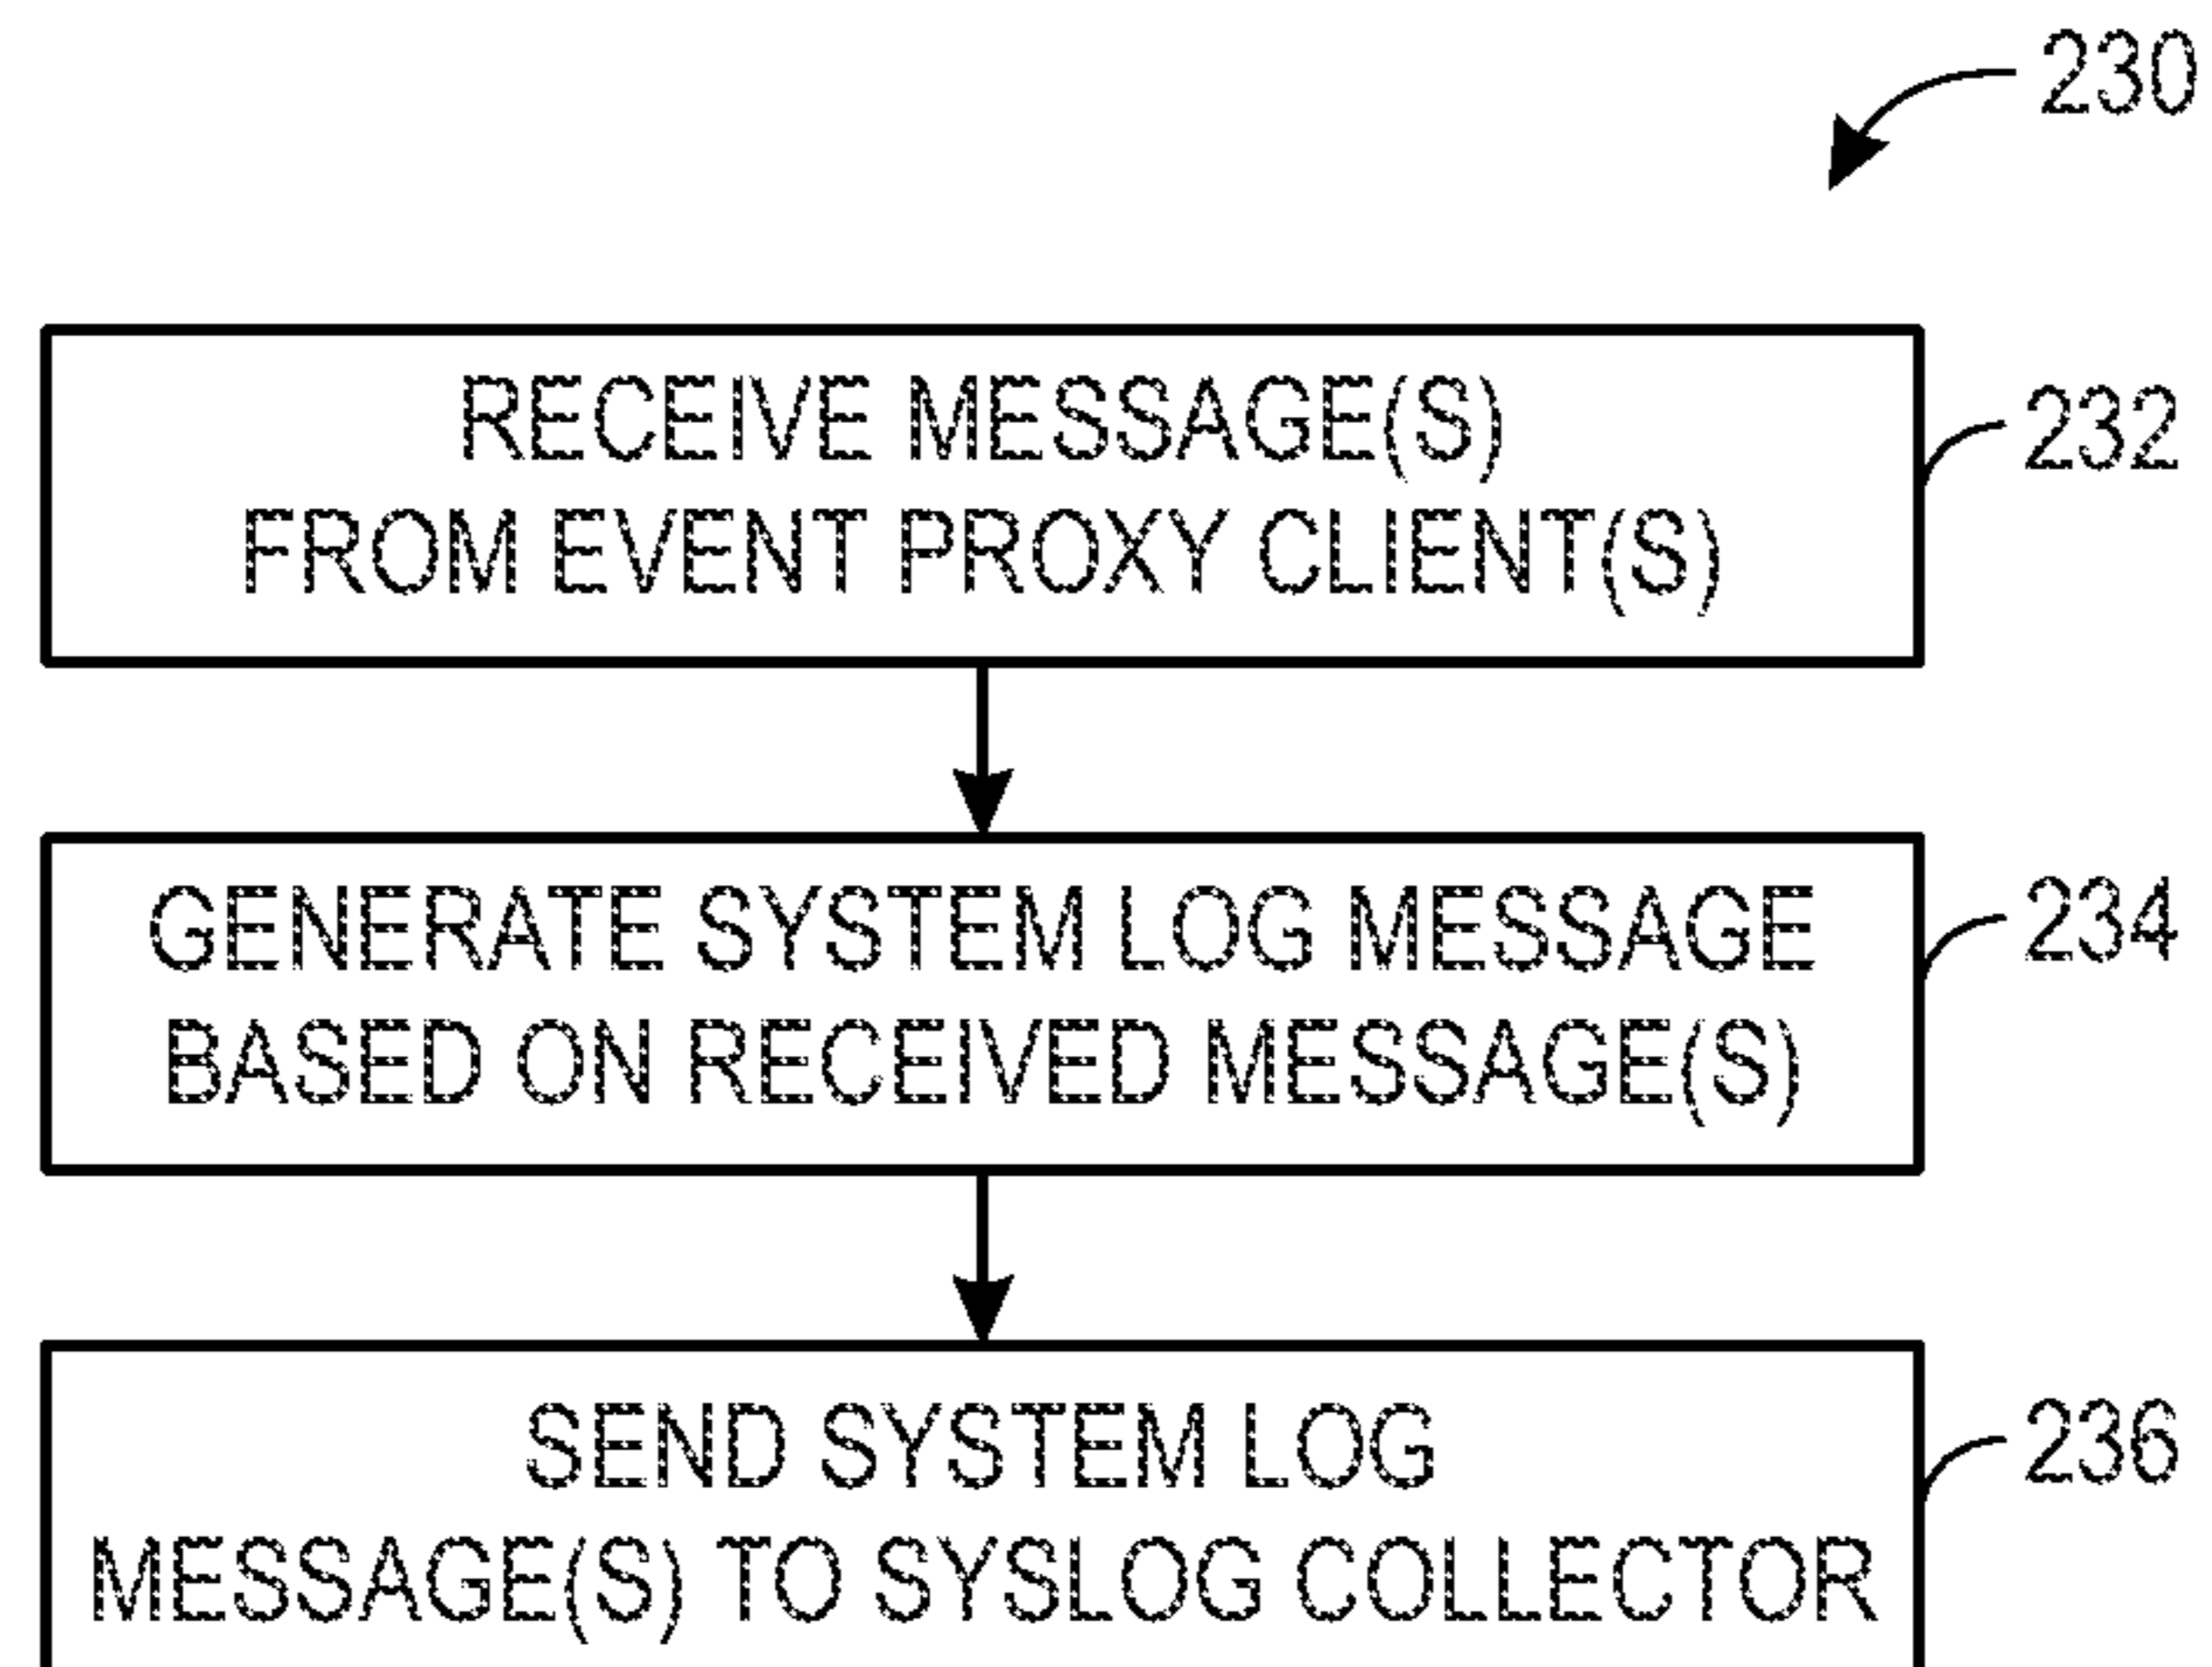 230
RECEIVE MESSAGE(S)
FROM EVENT PROXY CLIENT(S)
232
GENERATE SYSTEM LOG MESSAGE
BASED ON RECEIVED MESSAGE(S)
234
SEND SYSTEM LOG
MESSAGE(S) TO SYSLOG COLLECTOR
236